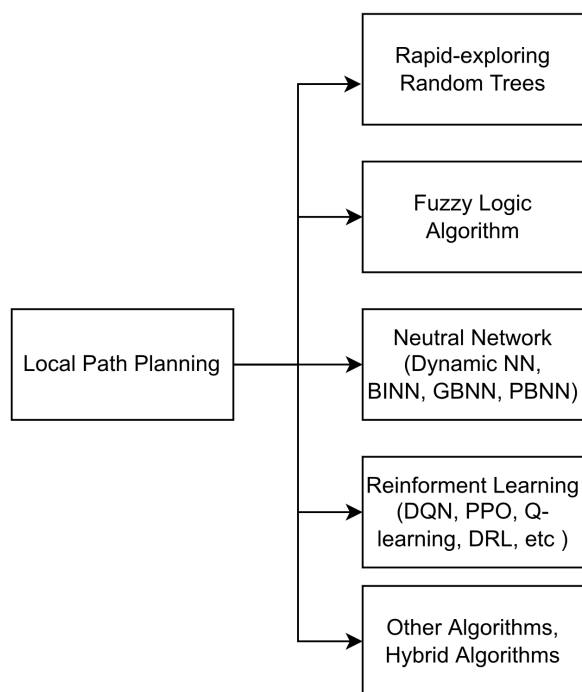 Rapid-exploring
Random Trees
Fuzzy Logic
Algorithm
Local Path Planning
Neutral Network
(Dynamic NN,
BINN, GBNN, PBNN)
Reinforment Learning
(DQN, PPO, Q-
learning, DRL, etc )
Other Algorithms,
Hybrid Algorithms